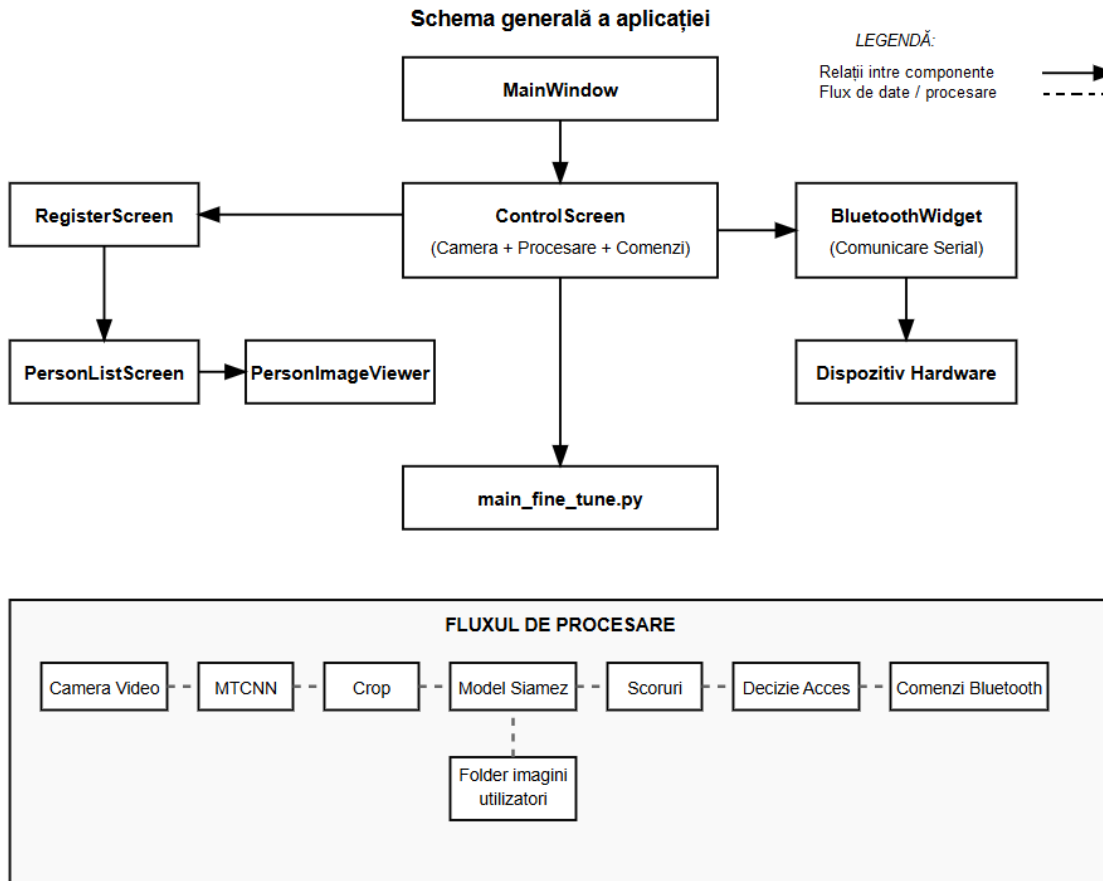 Schema generală a aplicației
LEGENDĂ:
Relații intre componente
Flux de date / procesare
MainWindow
RegisterScreen
ControlScreen
(Camera + Procesare + Comenzi)
BluetoothWidget
(Comunicare Serial)
PersonListScreen
PersonImageViewer
Dispozitiv Hardware
main_fine_tune.py
FLUXUL DE PROCESARE
Camera Video
MTCNN
Crop
Model Siamez
Scoruri
Decizie Acces
Comenzi Bluetooth
Folder imagini
utilizatori